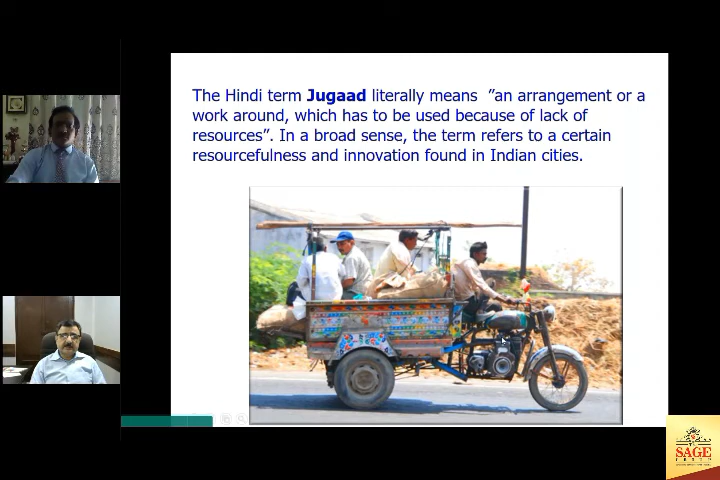 The Hindi term Jugaad literally means ”an arrangement or a
work around, which has to be used because of lack of
resources”. In a broad sense, the term refers to a certain
resourcefulness and innovation found in Indian cities.
SAGE